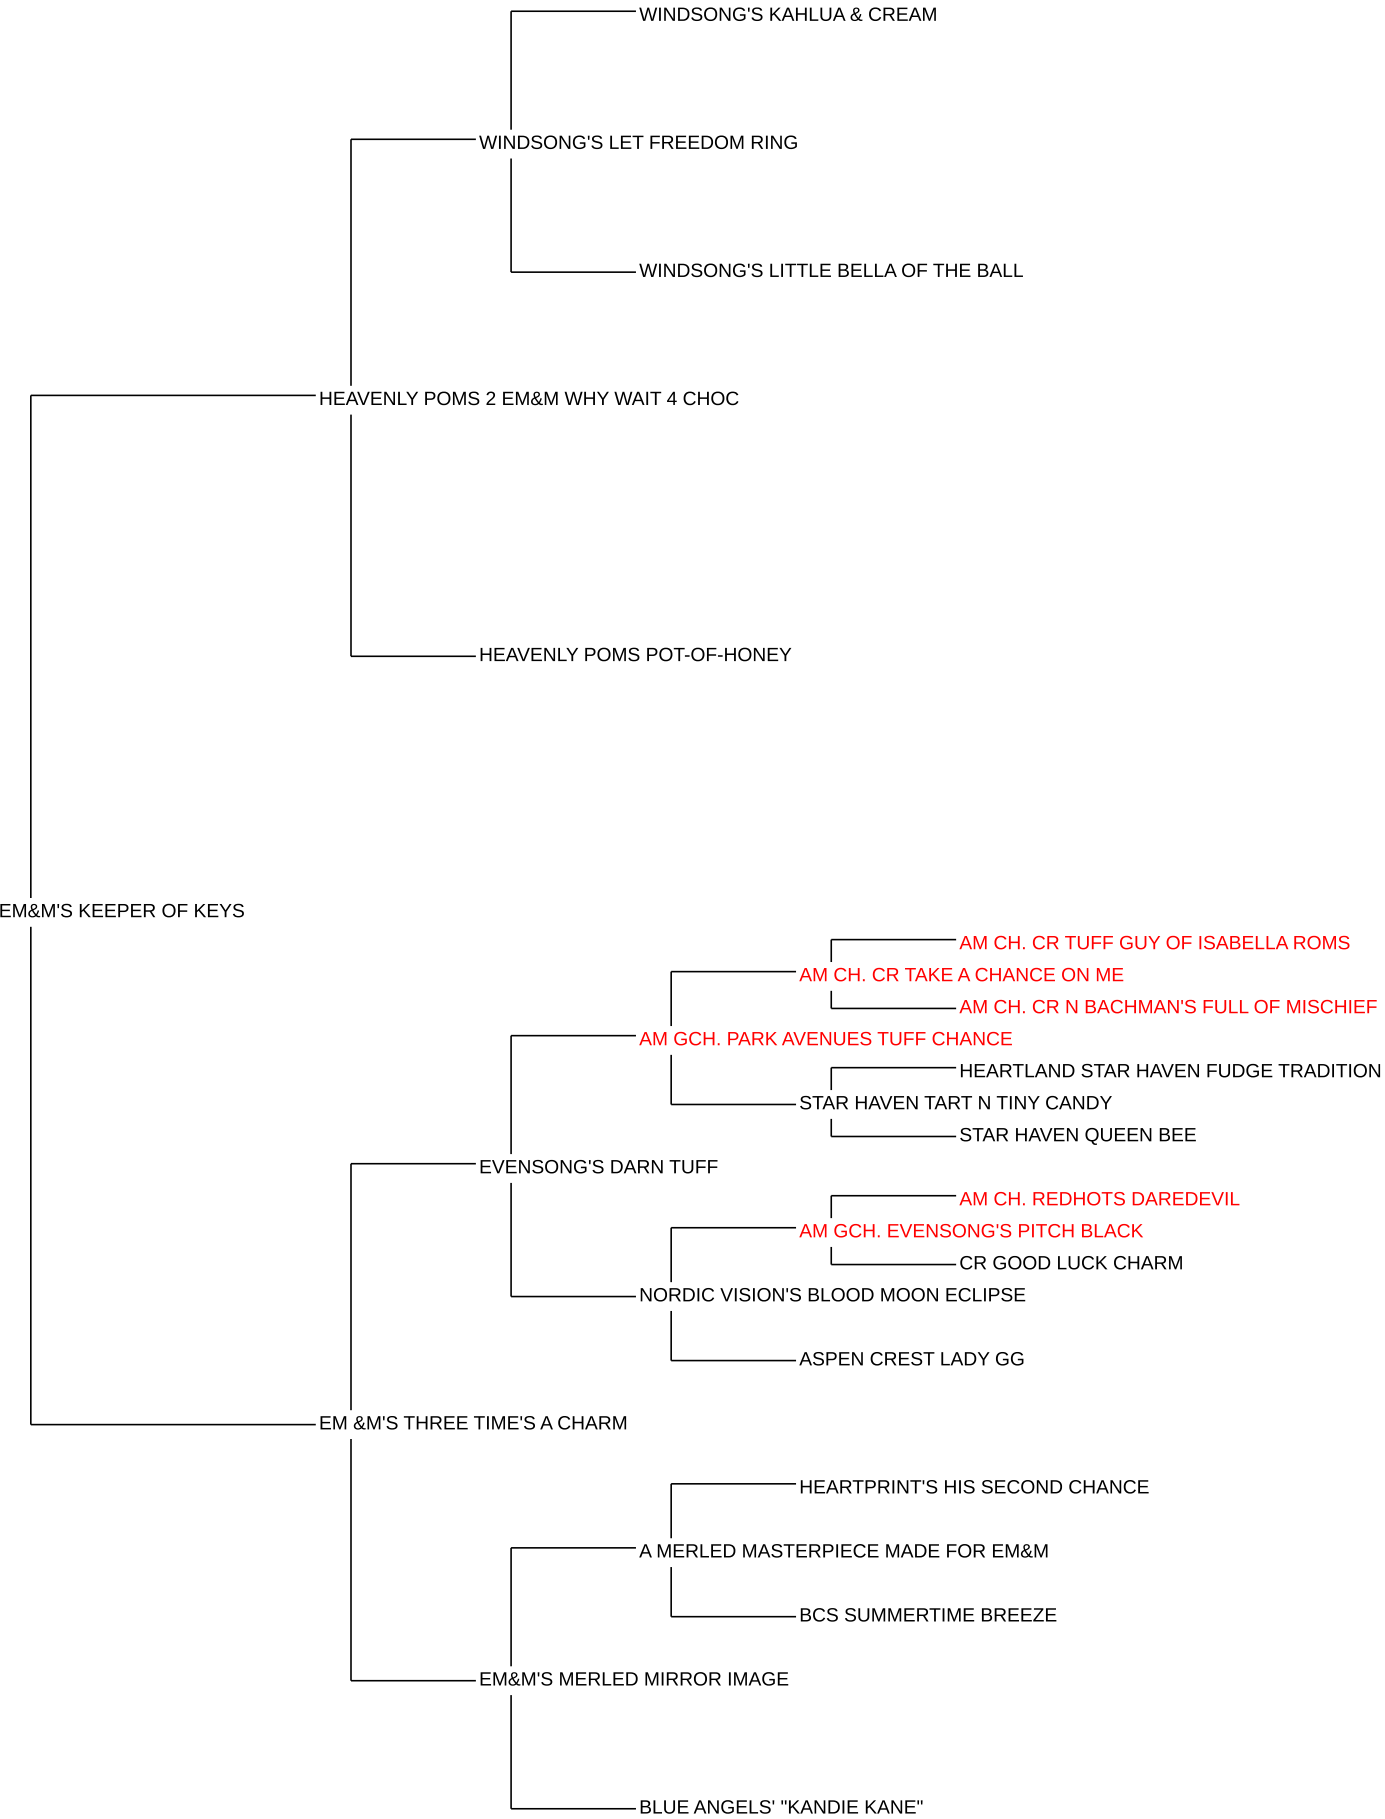 WINDSONG'S KAHLUA & CREAM
WINDSONG'S LET FREEDOM RING
WINDSONG'S LITTLE BELLA OF THE BALL
HEAVENLY POMS 2 EM&M WHY WAIT 4 CHOC
HEAVENLY POMS POT-OF-HONEY
EM&M'S KEEPER OF KEYS
AM CH. CR TUFF GUY OF ISABELLA ROMS
AM CH. CR TAKE A CHANCE ON ME
AM CH. CR N BACHMAN'S FULL OF MISCHIEF
AM GCH. PARK AVENUES TUFF CHANCE
HEARTLAND STAR HAVEN FUDGE TRADITION
STAR HAVEN TART N TINY CANDY
STAR HAVEN QUEEN BEE
EVENSONG'S DARN TUFF
AM CH. REDHOTS DAREDEVIL
AM GCH. EVENSONG'S PITCH BLACK
CR GOOD LUCK CHARM
NORDIC VISION'S BLOOD MOON ECLIPSE
ASPEN CREST LADY GG
EM &M'S THREE TIME'S A CHARM
HEARTPRINT'S HIS SECOND CHANCE
A MERLED MASTERPIECE MADE FOR EM&M
BCS SUMMERTIME BREEZE
EM&M'S MERLED MIRROR IMAGE
BLUE ANGELS' "KANDIE KANE"